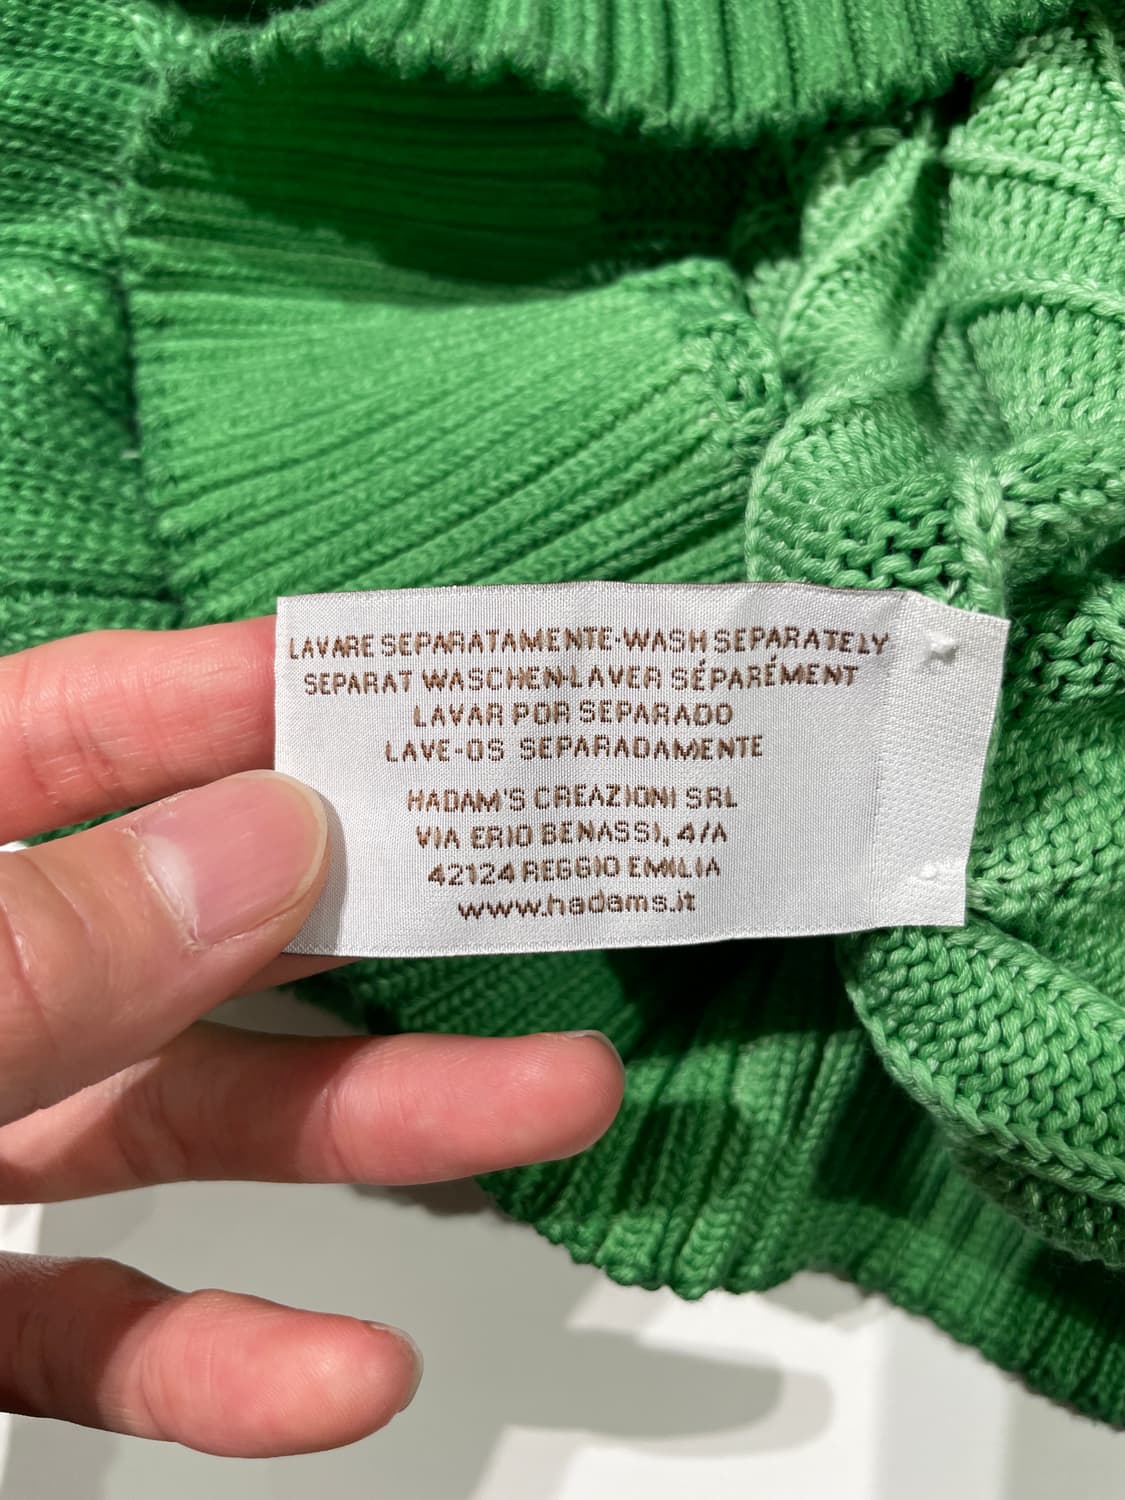 LAVARE SEPARATAMENTE-WASH SEPARATELY
SEPARAT WASCHEN-LAVER SÉPARÉMENT
LAVAR POR SEPARADO
LAVE-OS SEPARADAMENTE
HADAM'S CREAZIONI SRL
VIA ERIO BENASSI, 4/A
42124 REGGIO EMILIA
www.hadams.it